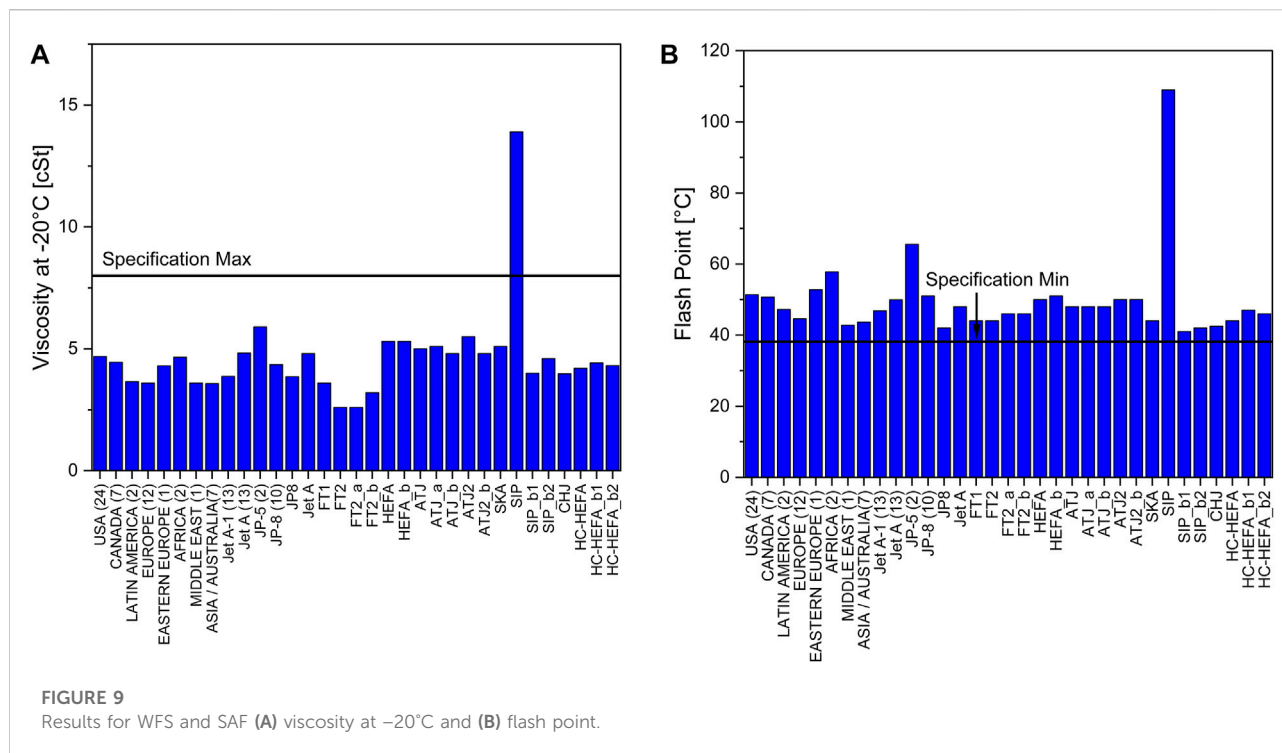 A
Viscosity at -20°C [cSt]
15
10
5
0
Specification Max
USA (24)
CANADA (7)
LATIN AMERICA (2)
EUROPE (12)
EASTERN EUROPE (1)
AFRICA (2)
MIDDLE EAST (1)
ASIA / AUSTRALIA(7)
Jet A-1 (13)
Jet A (13)
JP-5 (2)
JP-8 (10)
JP8
Jet A
FT1
FT2
FT2_a
FT2_b
HEFA
HEFA_b
ATJ
ATJ_a
ATJ_b
ATJ2
ATJ2_b
SKA
SIP
SIP_b1
SIP_b2
CHJ
HC-HEFA
HC-HEFA_b1
HC-HEFA_b2
B
Flash Point [°C]
120
100
80
60
40
20
0
Specification Min
USA (24)
CANADA (7)
LATIN AMERICA (2)
EUROPE (12)
EASTERN EUROPE (1)
AFRICA (2)
MIDDLE EAST (1)
ASIA / AUSTRALIA(7)
Jet A-1 (13)
Jet A (13)
JP-5 (2)
JP-8 (10)
JP8
Jet A
FT1
FT2
FT2_a
FT2_b
HEFA
HEFA_b
ATJ
ATJ_a
ATJ_b
ATJ2
ATJ2_b
SKA
SIP
SIP_b1
SIP_b2
CHJ
HC-HEFA
HC-HEFA_b1
HC-HEFA_b2
FIGURE 9
Results for WFS and SAF (A) viscosity at −20°C and (B) flash point.